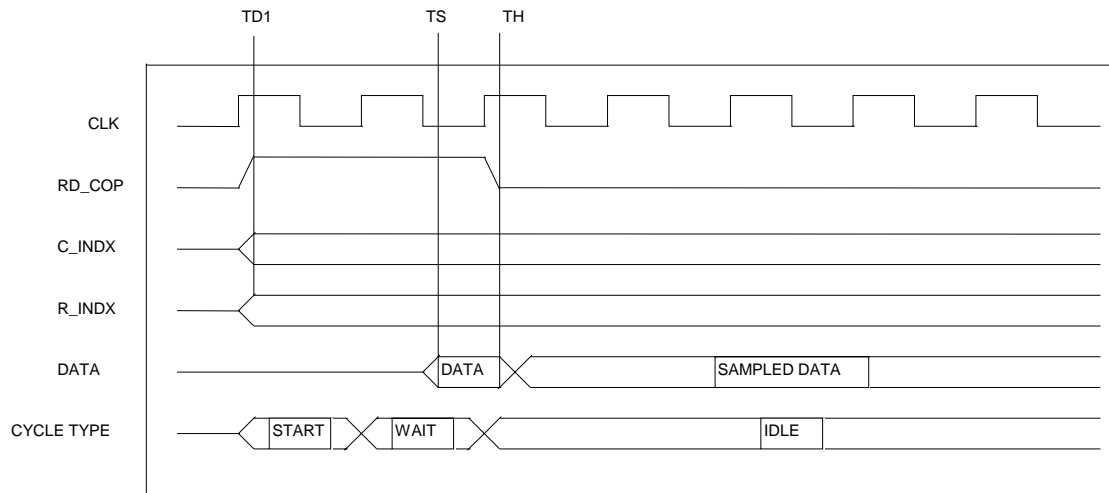 TD1 TS TH
CLK
RD_COP
C_INDX
R_INDX
DATA DATA SAMPLED DATA
CYCLE TYPE START WAIT IDLE